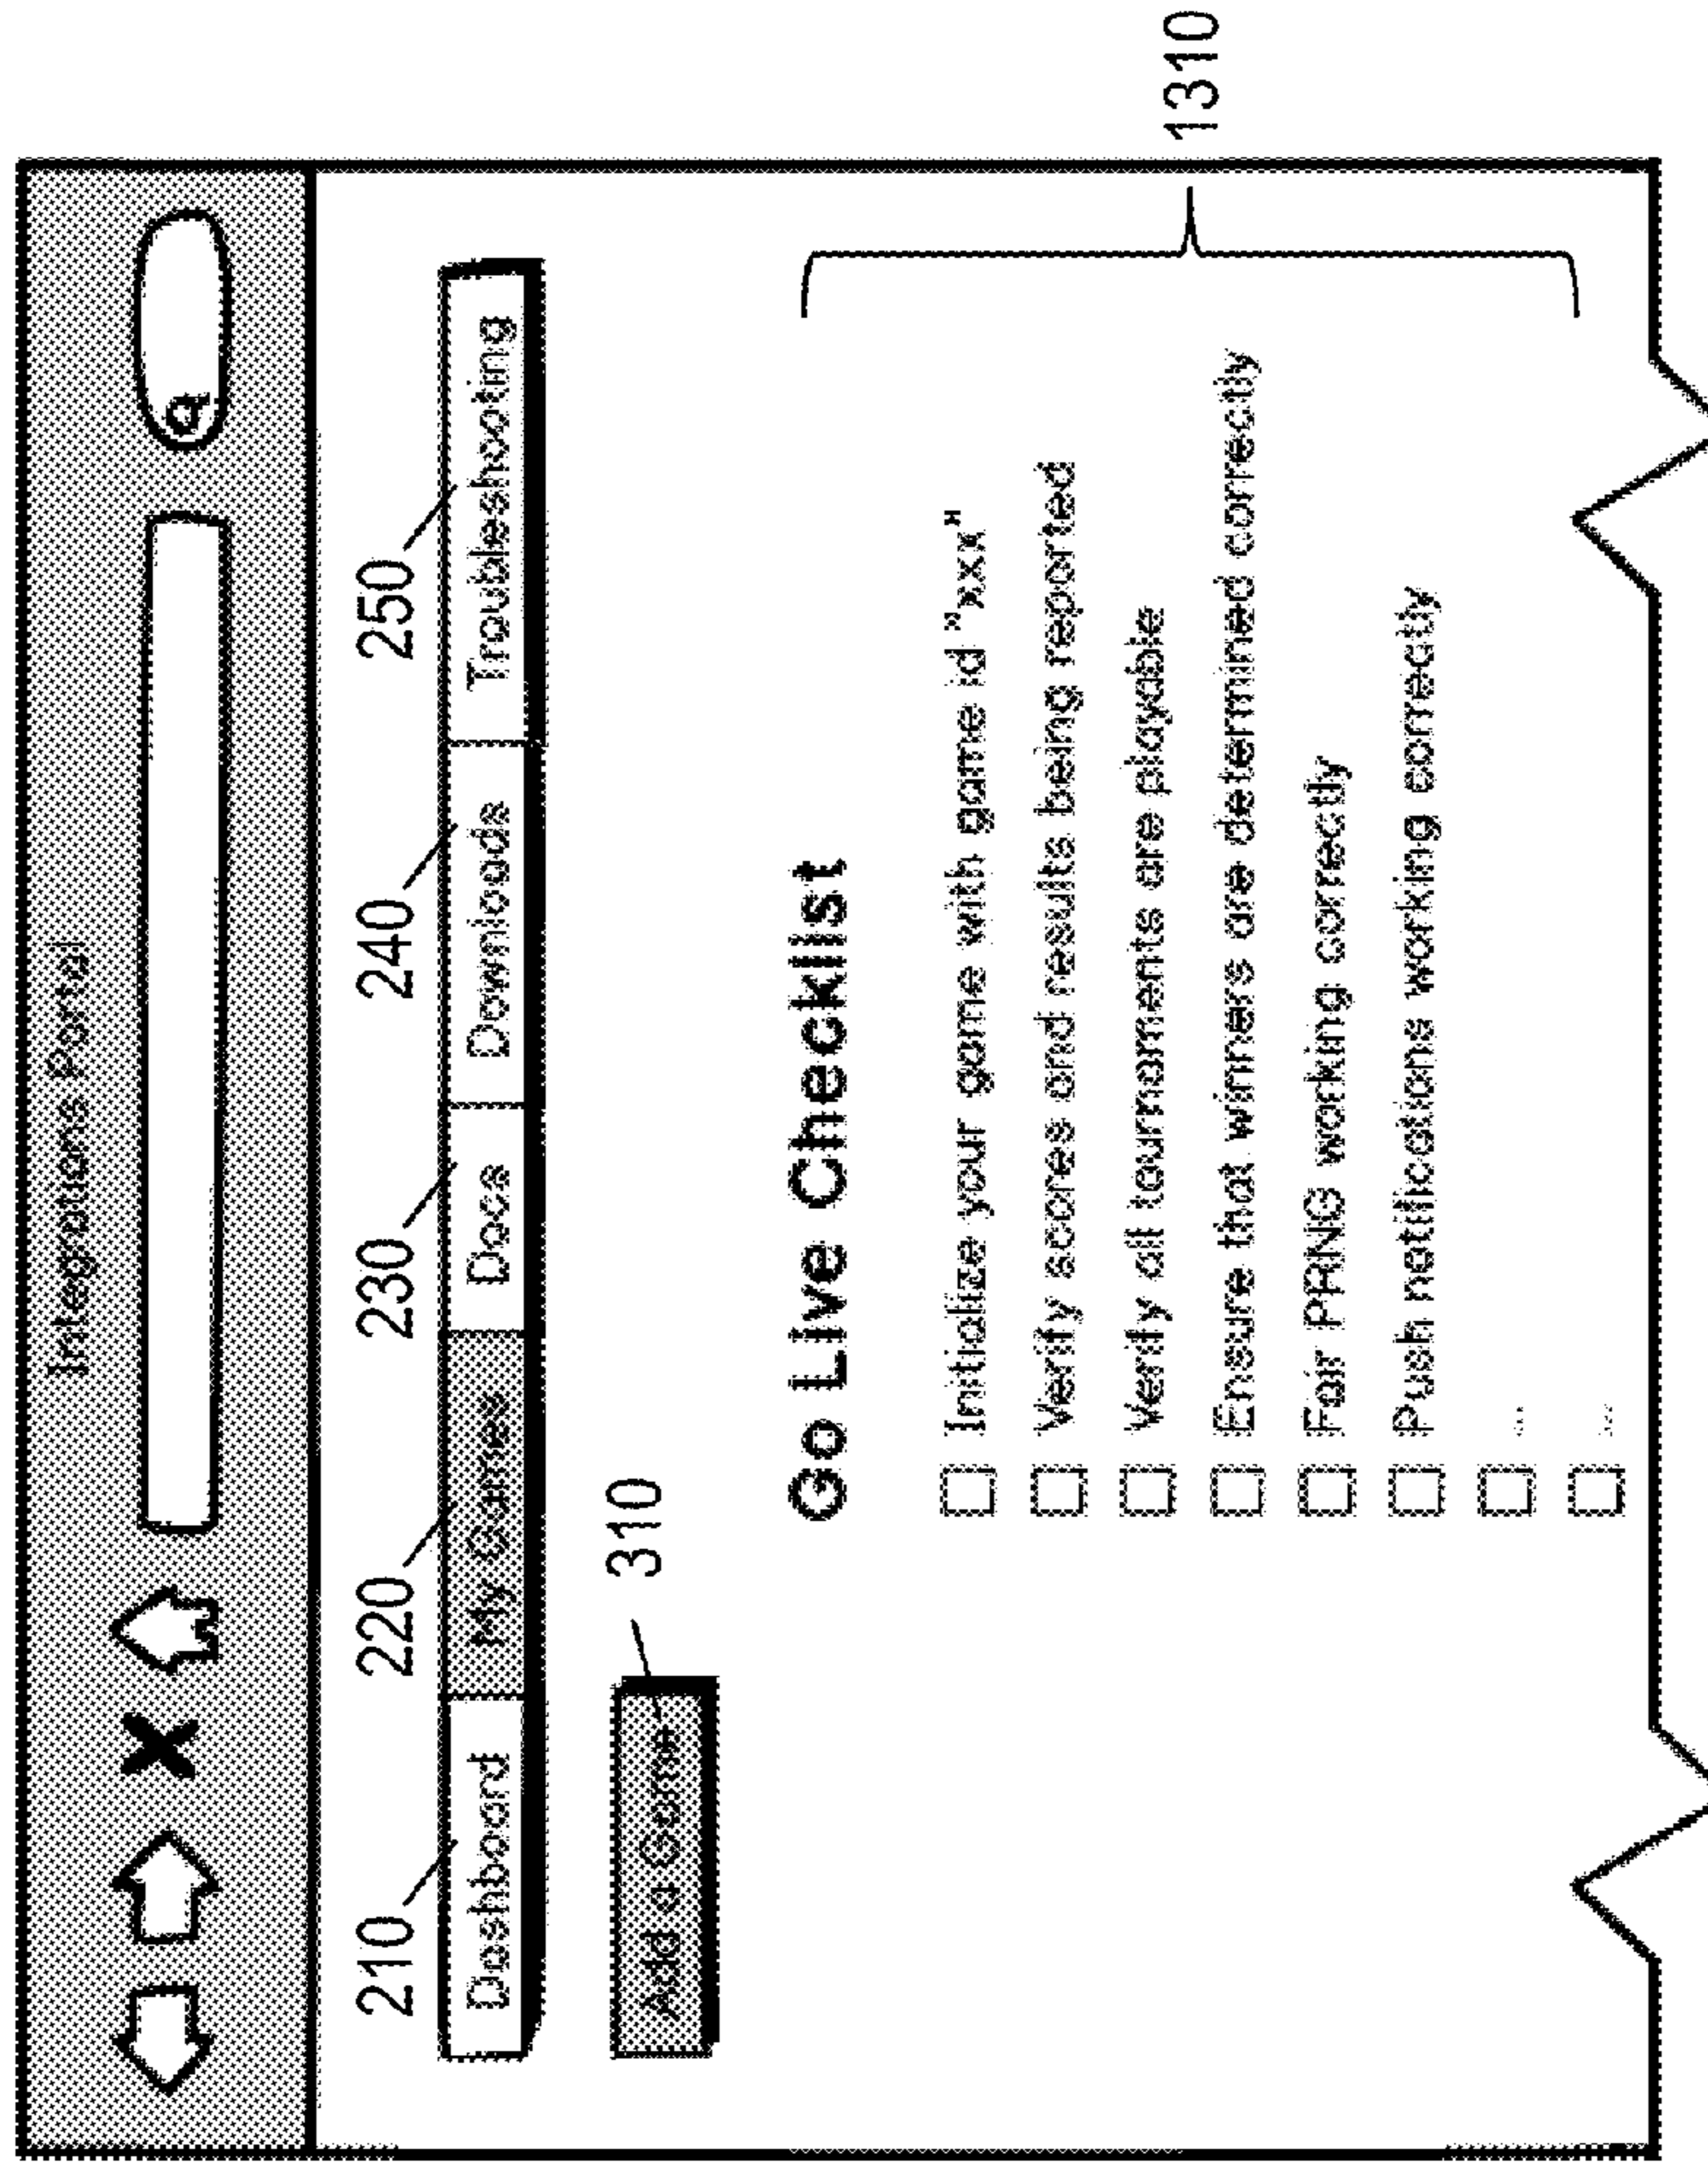 Integrations Portal
210 220 230 240 250
Dashboard My Games Docs Downloads Troubleshooting
310
Add a Game
Go Live Checklist
Initialize your game with game id "xxx"
Verify scores and results being reported
Verify all tournaments are playable
Ensure that winners are determined correctly
Fair PRNG working correctly
Push notifications working correctly
...
...
1310